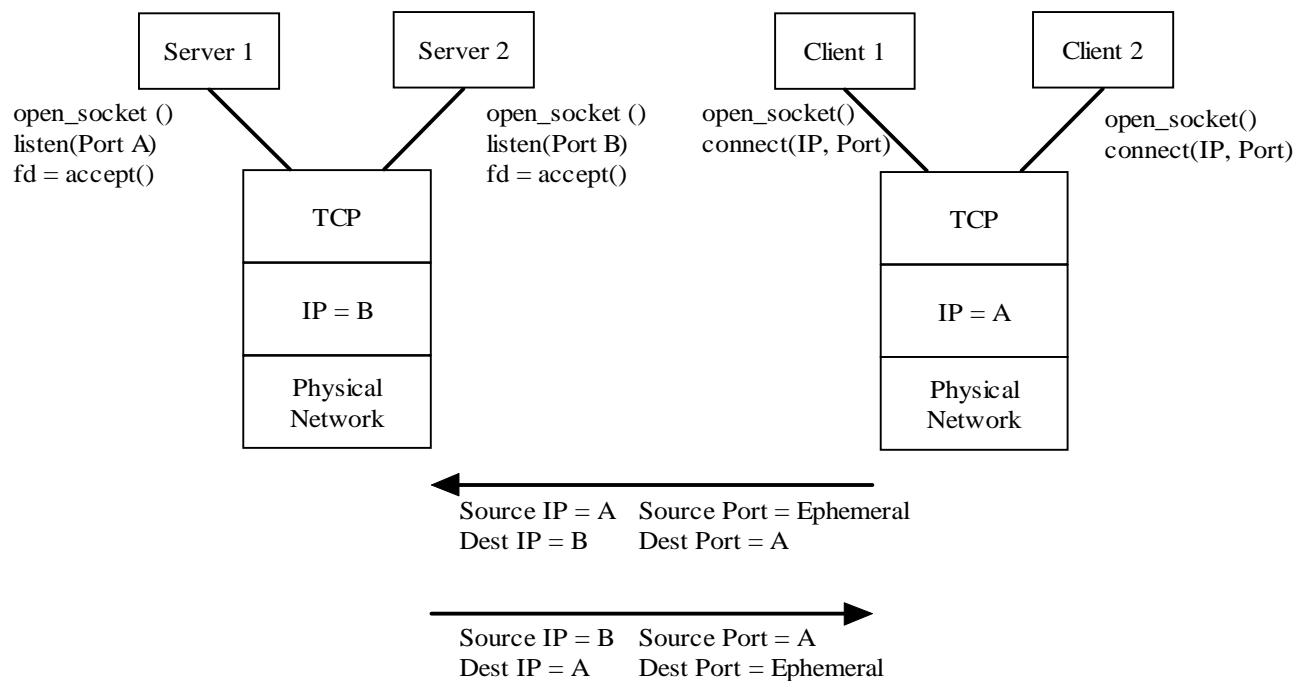 Server 1
Server 2
Client 1
Client 2
open_socket ()
listen(Port A)
fd = accept()
open_socket ()
listen(Port B)
fd = accept()
open_socket()
connect(IP, Port)
open_socket()
connect(IP, Port)
TCP
IP = B
Physical
Network
TCP
IP = A
Physical
Network
Source IP = A Source Port = Ephemeral
Dest IP = B Dest Port = A
Source IP = B Source Port = A
Dest IP = A Dest Port = Ephemeral